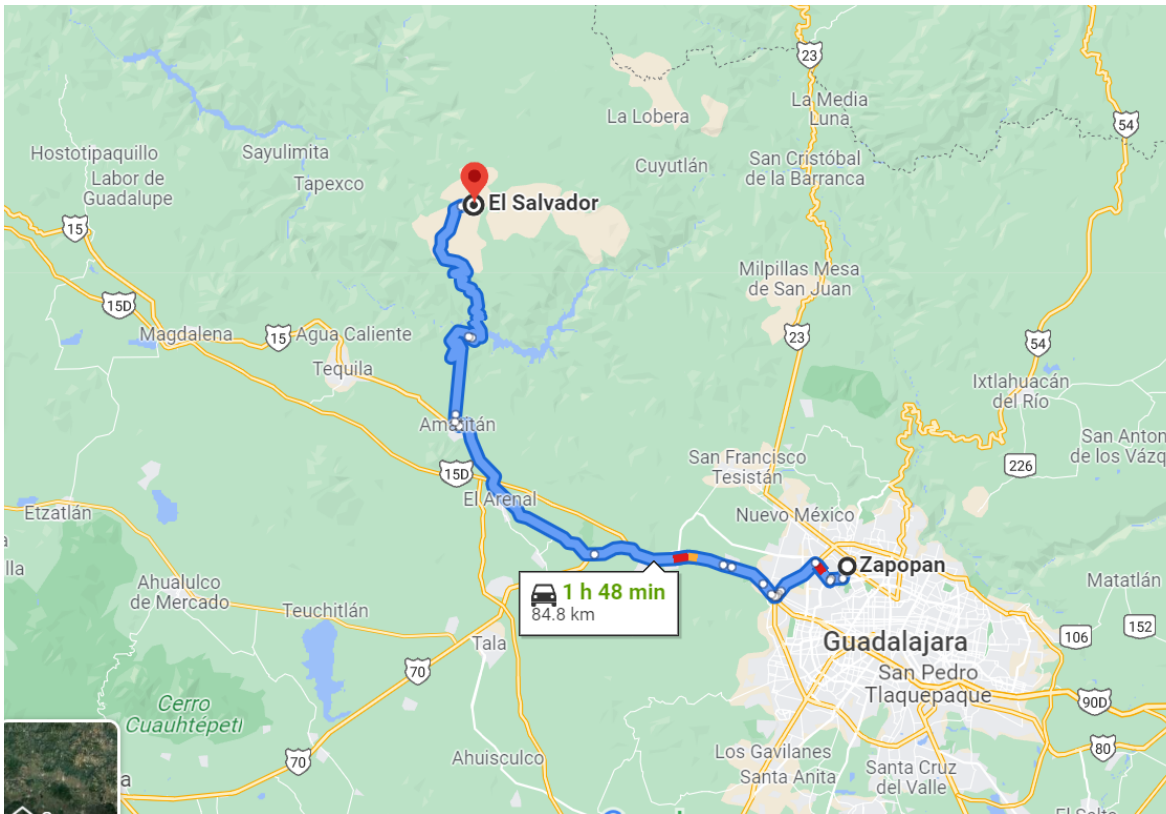 23
La Media
Luna
La Lobera
54
Hostotipaquillo
Sayulimita
Labor de
Guadalupe
Tapexco
Cuyutlán
San Cristóbal
de la Barranca
El Salvador
15
Milpillas Mesa
de San Juan
15D
Magdalena
15
Agua Caliente
Tequila
23
54
Ixtlahuacán
del Río
Amatitán
San Francisco
Tesistán
15D
226
El Arenal
Etzatlán
Nuevo México
Zapopan
Ahualulco
de Mercado
Teuchitlán
1 h 48 min
84.8 km
Matatlán
Guadalajara
106
152
Tala
70
San Pedro
Tlaquepaque
90D
Cerro
Cuauhtépetl
70
Ahuisculco
Los Gavilanes
Santa Anita
Santa Cruz
del Valle
80